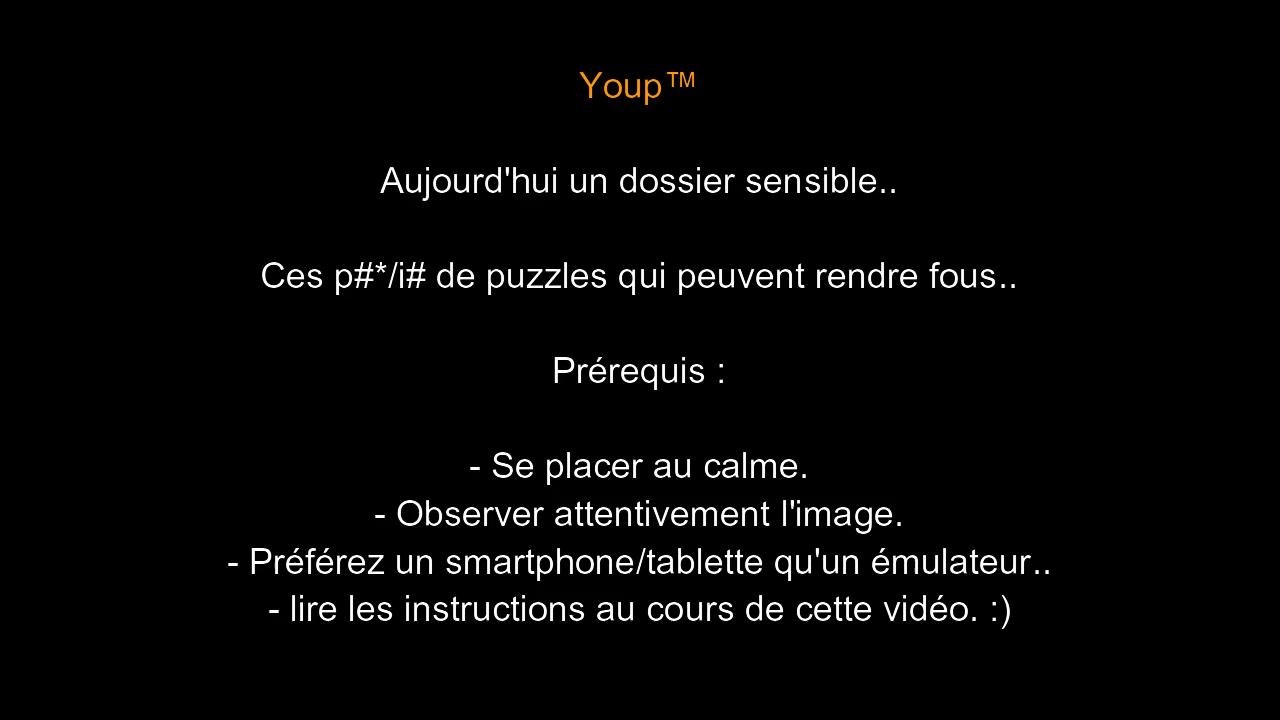 Youp™
Aujourd'hui un dossier sensible..
Ces p#*/i# de puzzles qui peuvent rendre fous..
Prérequis :
- Se placer au calme.
- Observer attentivement l'image.
- Préférez un smartphone/tablette qu'un émulateur..
- lire les instructions au cours de cette vidéo. :)